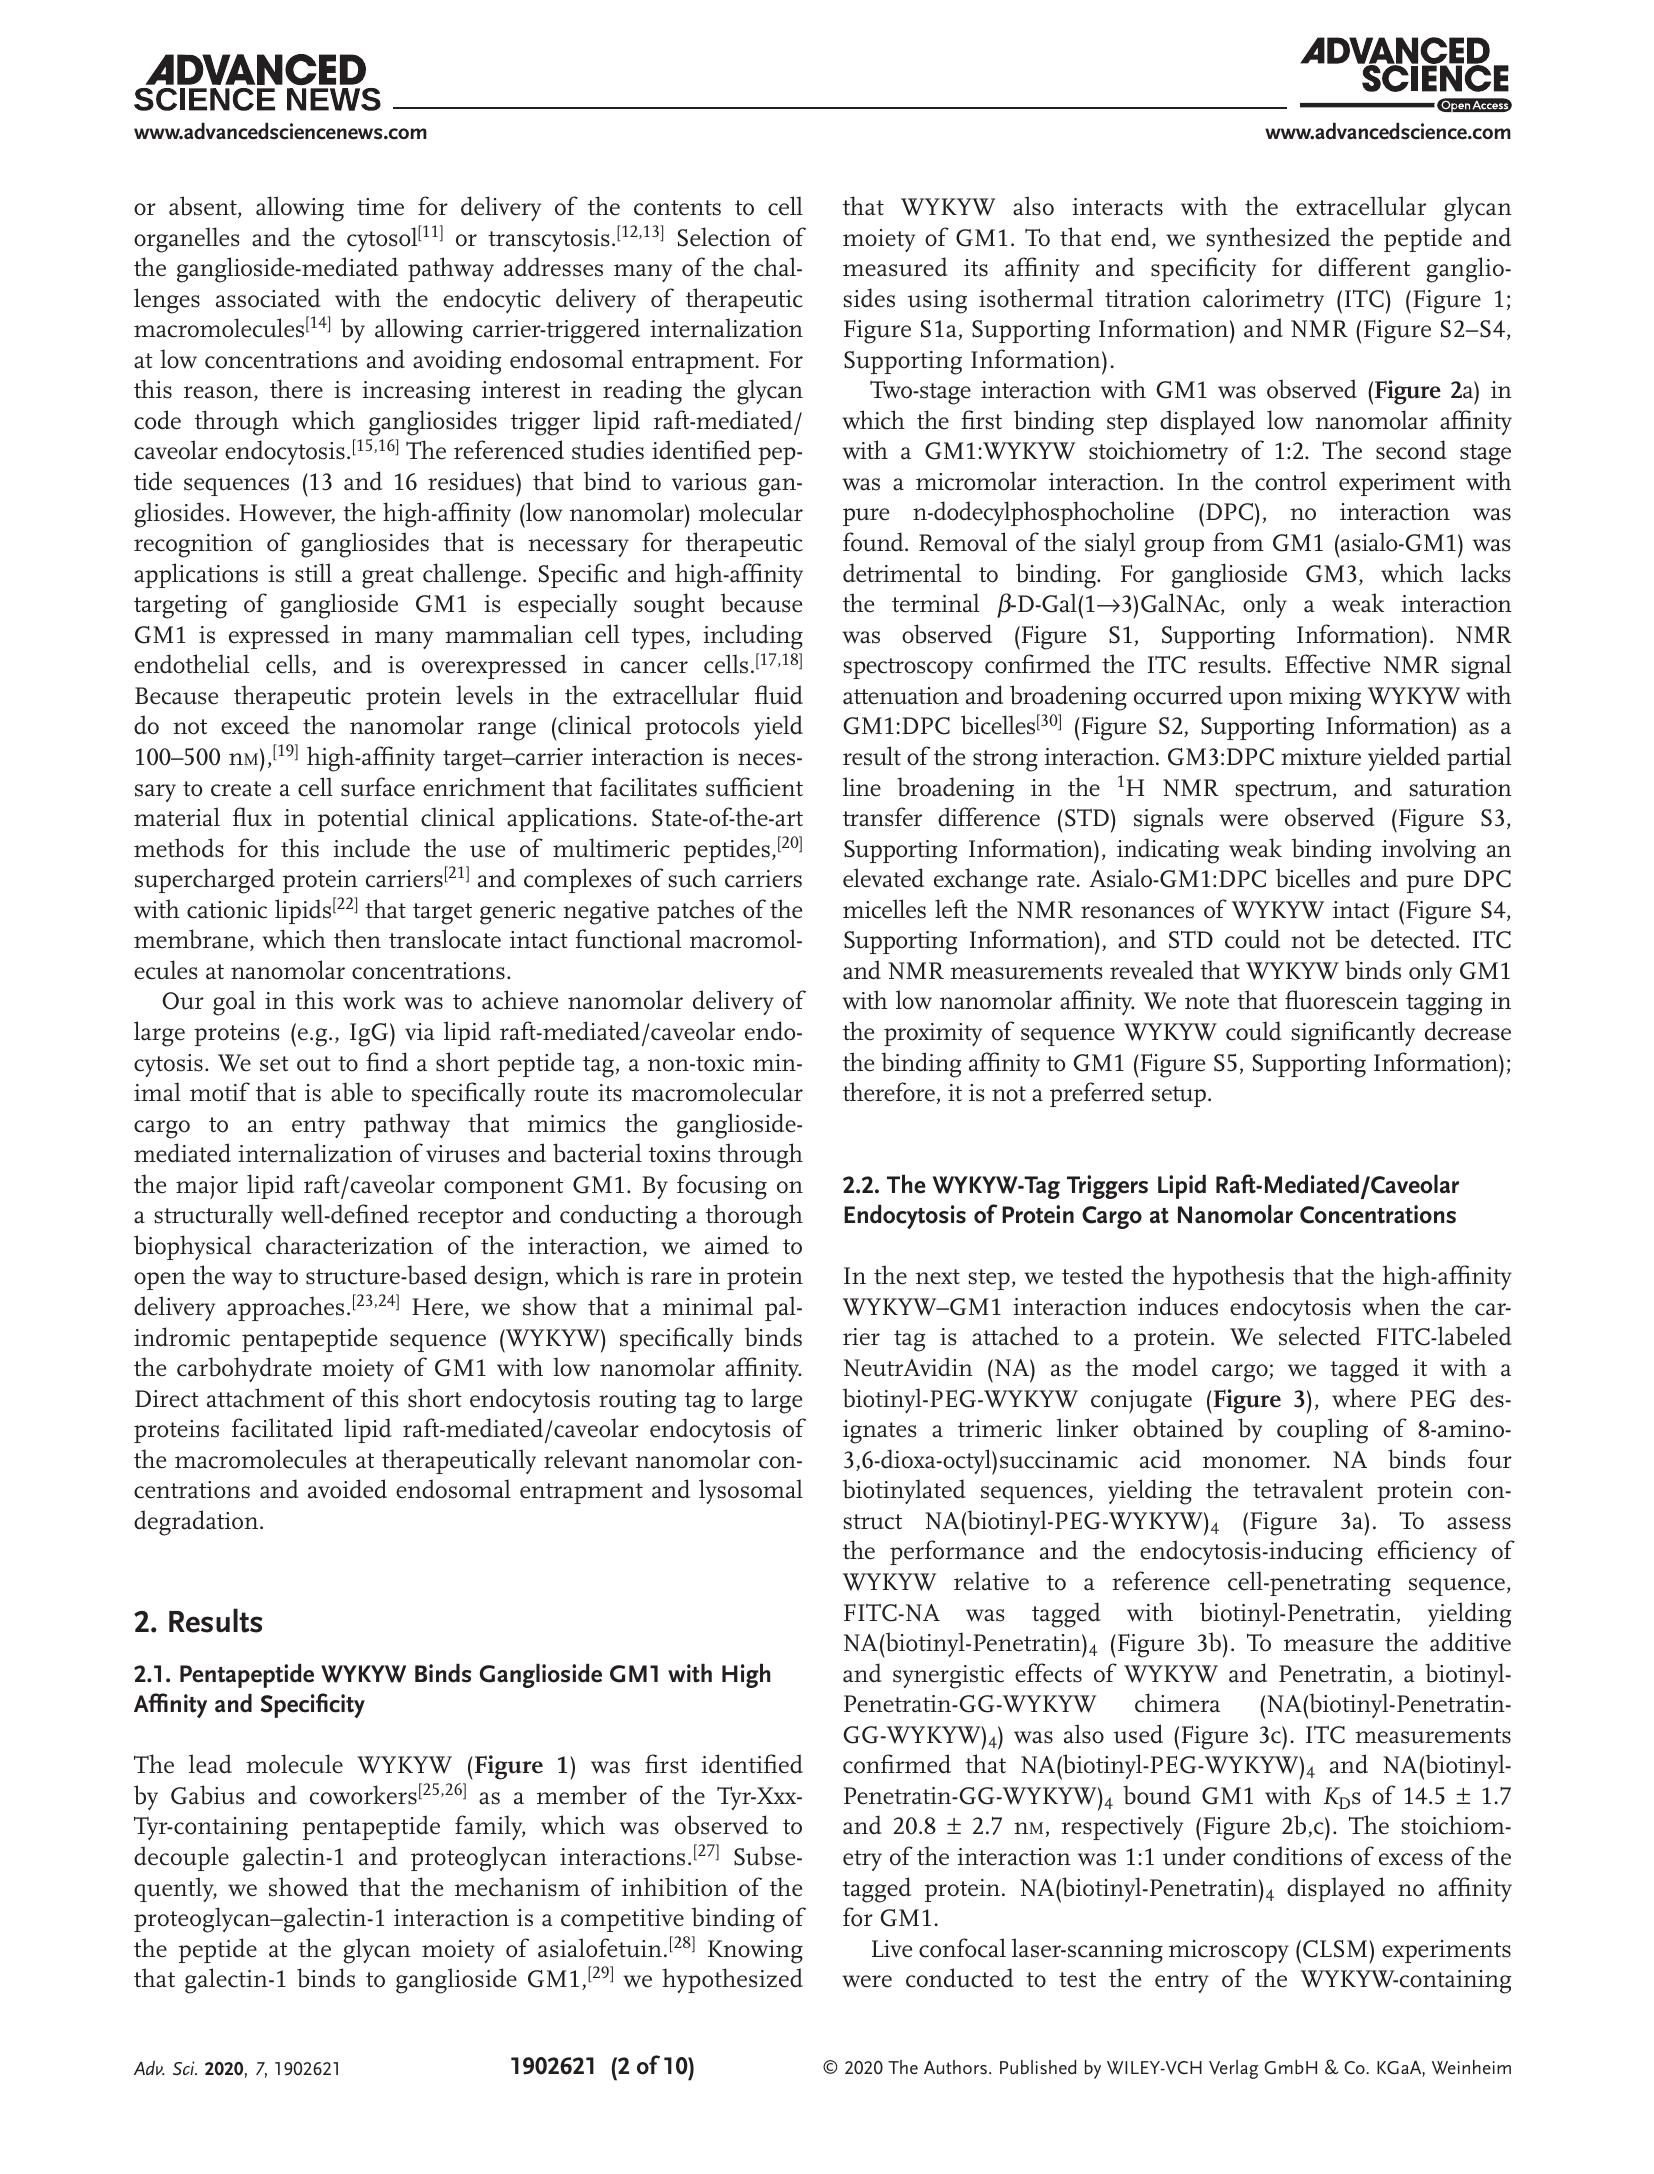 ADVANCED
SCIENCE NEWS
www.advancedsciencenews.com
ADVANCED
SCIENCE
Open Access
www.advancedscience.com
or absent, allowing time for delivery of the contents to cell
organelles and the cytosol[11] or transcytosis.[12,13] Selection of
the ganglioside-mediated pathway addresses many of the chal-
lenges associated with the endocytic delivery of therapeutic
macromolecules[14] by allowing carrier-triggered internalization
at low concentrations and avoiding endosomal entrapment. For
this reason, there is increasing interest in reading the glycan
code through which gangliosides trigger lipid raft-mediated/
caveolar endocytosis.[15,16] The referenced studies identified pep-
tide sequences (13 and 16 residues) that bind to various gan-
gliosides. However, the high-affinity (low nanomolar) molecular
recognition of gangliosides that is necessary for therapeutic
applications is still a great challenge. Specific and high-affinity
targeting of ganglioside GM1 is especially sought because
GM1 is expressed in many mammalian cell types, including
endothelial cells, and is overexpressed in cancer cells.[17,18]
Because therapeutic protein levels in the extracellular fluid
do not exceed the nanomolar range (clinical protocols yield
100–500 nM),[19] high-affinity target–carrier interaction is neces-
sary to create a cell surface enrichment that facilitates sufficient
material flux in potential clinical applications. State-of-the-art
methods for this include the use of multimeric peptides,[20]
supercharged protein carriers[21] and complexes of such carriers
with cationic lipids[22] that target generic negative patches of the
membrane, which then translocate intact functional macromol-
ecules at nanomolar concentrations.
Our goal in this work was to achieve nanomolar delivery of
large proteins (e.g., IgG) via lipid raft-mediated/caveolar endo-
cytosis. We set out to find a short peptide tag, a non-toxic min-
imal motif that is able to specifically route its macromolecular
cargo to an entry pathway that mimics the ganglioside-
mediated internalization of viruses and bacterial toxins through
the major lipid raft/caveolar component GM1. By focusing on
a structurally well-defined receptor and conducting a thorough
biophysical characterization of the interaction, we aimed to
open the way to structure-based design, which is rare in protein
delivery approaches.[23,24] Here, we show that a minimal pal-
indromic pentapeptide sequence (WYKYW) specifically binds
the carbohydrate moiety of GM1 with low nanomolar affinity.
Direct attachment of this short endocytosis routing tag to large
proteins facilitated lipid raft-mediated/caveolar endocytosis of
the macromolecules at therapeutically relevant nanomolar con-
centrations and avoided endosomal entrapment and lysosomal
degradation.
2. Results
2.1. Pentapeptide WYKYW Binds Ganglioside GM1 with High
Affinity and Specificity
The lead molecule WYKYW (Figure 1) was first identified
by Gabius and coworkers[25,26] as a member of the Tyr-Xxx-
Tyr-containing pentapeptide family, which was observed to
decouple galectin-1 and proteoglycan interactions.[27] Subse-
quently, we showed that the mechanism of inhibition of the
proteoglycan–galectin-1 interaction is a competitive binding of
the peptide at the glycan moiety of asialofetuin.[28] Knowing
that galectin-1 binds to ganglioside GM1,[29] we hypothesized
that WYKYW also interacts with the extracellular glycan
moiety of GM1. To that end, we synthesized the peptide and
measured its affinity and specificity for different ganglio-
sides using isothermal titration calorimetry (ITC) (Figure 1;
Figure S1a, Supporting Information) and NMR (Figure S2–S4,
Supporting Information).
Two-stage interaction with GM1 was observed (Figure 2a) in
which the first binding step displayed low nanomolar affinity
with a GM1:WYKYW stoichiometry of 1:2. The second stage
was a micromolar interaction. In the control experiment with
pure n-dodecylphosphocholine (DPC), no interaction was
found. Removal of the sialyl group from GM1 (asialo-GM1) was
detrimental to binding. For ganglioside GM3, which lacks
the terminal β-D-Gal(1→3)GalNAc, only a weak interaction
was observed (Figure S1, Supporting Information). NMR
spectroscopy confirmed the ITC results. Effective NMR signal
attenuation and broadening occurred upon mixing WYKYW with
GM1:DPC bicelles[30] (Figure S2, Supporting Information) as a
result of the strong interaction. GM3:DPC mixture yielded partial
line broadening in the ¹H NMR spectrum, and saturation
transfer difference (STD) signals were observed (Figure S3,
Supporting Information), indicating weak binding involving an
elevated exchange rate. Asialo-GM1:DPC bicelles and pure DPC
micelles left the NMR resonances of WYKYW intact (Figure S4,
Supporting Information), and STD could not be detected. ITC
and NMR measurements revealed that WYKYW binds only GM1
with low nanomolar affinity. We note that fluorescein tagging in
the proximity of sequence WYKYW could significantly decrease
the binding affinity to GM1 (Figure S5, Supporting Information);
therefore, it is not a preferred setup.
2.2. The WYKYW-Tag Triggers Lipid Raft-Mediated/Caveolar
Endocytosis of Protein Cargo at Nanomolar Concentrations
In the next step, we tested the hypothesis that the high-affinity
WYKYW–GM1 interaction induces endocytosis when the car-
rier tag is attached to a protein. We selected FITC-labeled
NeutrAvidin (NA) as the model cargo; we tagged it with a
biotinyl-PEG-WYKYW conjugate (Figure 3), where PEG des-
ignates a trimeric linker obtained by coupling of 8-amino-
3,6-dioxa-octyl)succinamic acid monomer. NA binds four
biotinylated sequences, yielding the tetravalent protein con-
struct NA(biotinyl-PEG-WYKYW)₄ (Figure 3a). To assess
the performance and the endocytosis-inducing efficiency of
WYKYW relative to a reference cell-penetrating sequence,
FITC-NA was tagged with biotinyl-Penetratin, yielding
NA(biotinyl-Penetratin)₄ (Figure 3b). To measure the additive
and synergistic effects of WYKYW and Penetratin, a biotinyl-
Penetratin-GG-WYKYW chimera (NA(biotinyl-Penetratin-
GG-WYKYW)₄) was also used (Figure 3c). ITC measurements
confirmed that NA(biotinyl-PEG-WYKYW)₄ and NA(biotinyl-
Penetratin-GG-WYKYW)₄ bound GM1 with KDs of 14.5 ± 1.7
and 20.8 ± 2.7 nM, respectively (Figure 2b,c). The stoichiom-
etry of the interaction was 1:1 under conditions of excess of the
tagged protein. NA(biotinyl-Penetratin)₄ displayed no affinity
for GM1.
Live confocal laser-scanning microscopy (CLSM) experiments
were conducted to test the entry of the WYKYW-containing
Adv. Sci. 2020, 7, 1902621
1902621 (2 of 10)
© 2020 The Authors. Published by WILEY-VCH Verlag GmbH & Co. KGaA, Weinheim